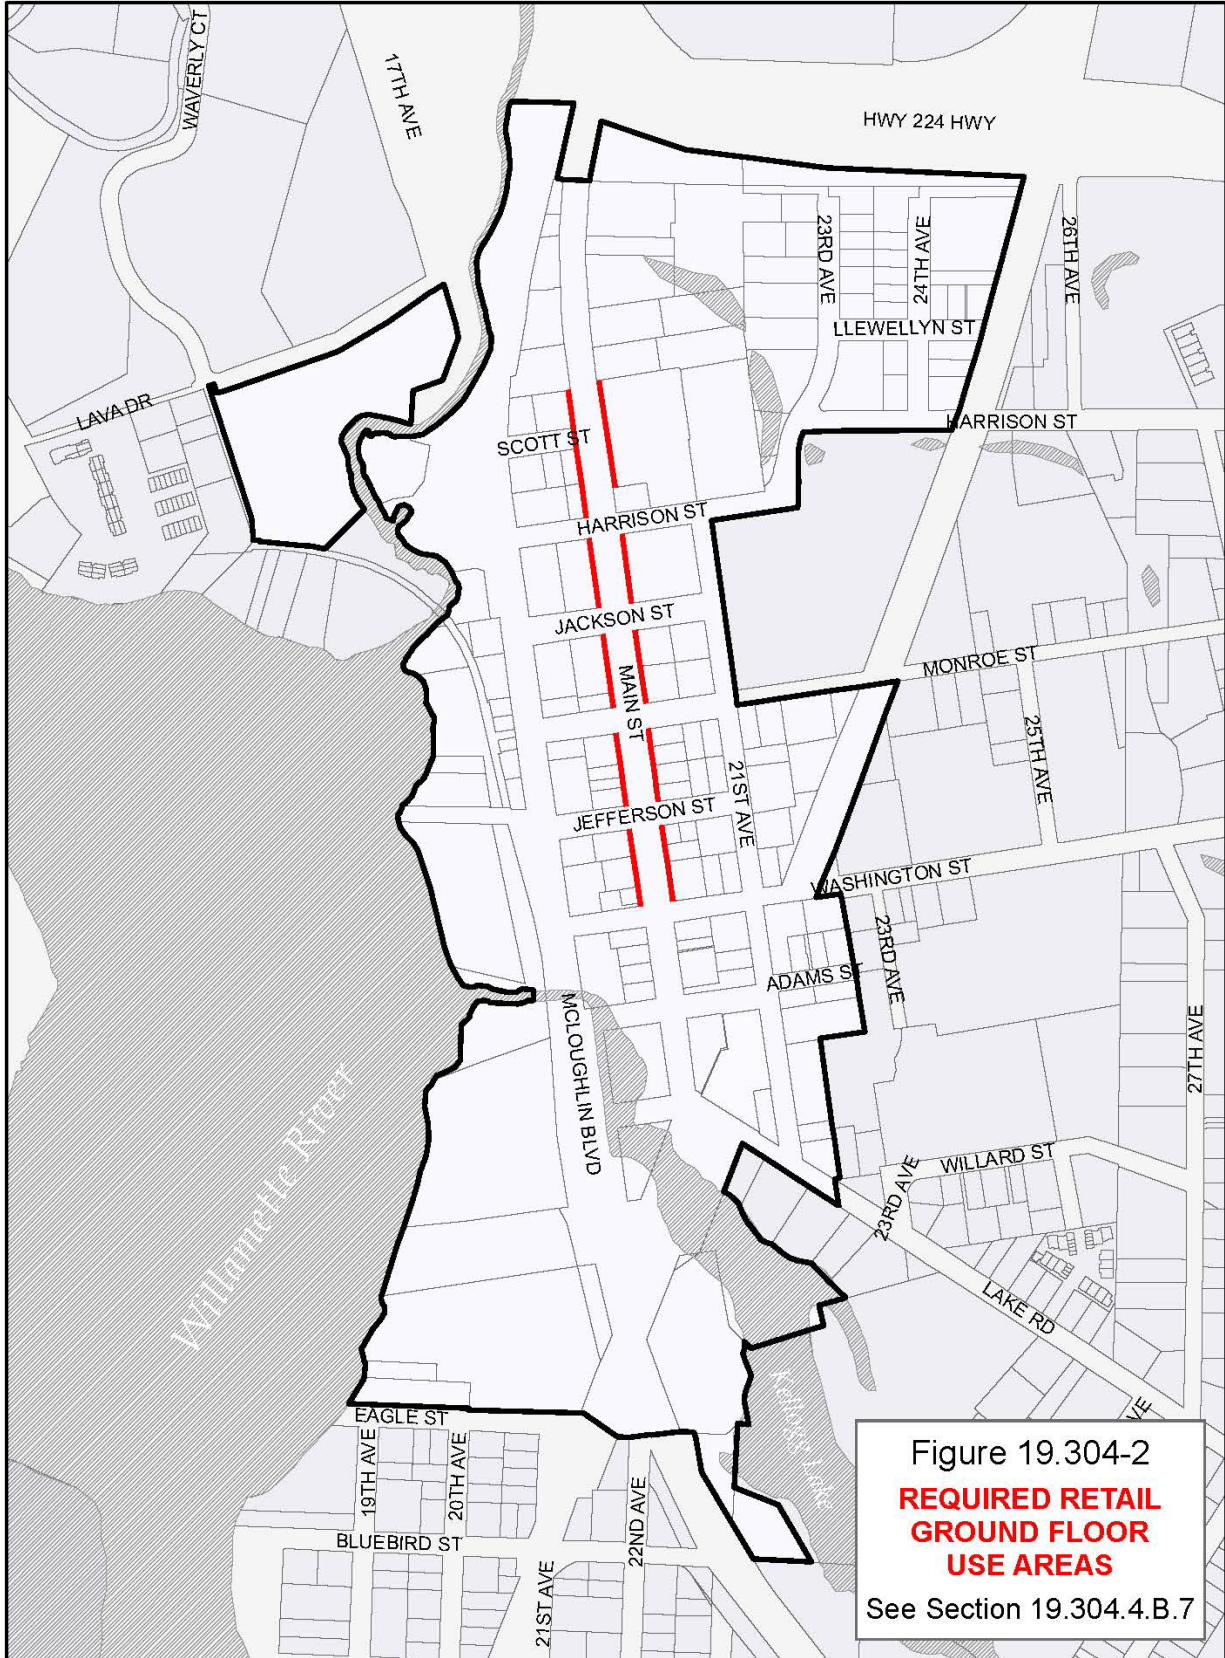 WAVERLY CT
17TH AVE
HWY 224 HWY
23RD AVE
24TH AVE
26TH AVE
LLEWELLYN ST
LAVA DR
HARRISON ST
SCOTT ST
HARRISON ST
JACKSON ST
MONROE ST
MAIN ST
25TH AVE
21ST AVE
JEFFERSON ST
WASHINGTON ST
23RD AVE
ADAMS ST
MCLOUGHLIN BLVD
27TH AVE
Willamette River
WILLARD ST
23RD AVE
LAKE RD
Kellogg Lake
EAGLE ST
19TH AVE
20TH AVE
22ND AVE
BLUEBIRD ST
21ST AVE
VE
Figure 19.304-2
REQUIRED RETAIL
GROUND FLOOR
USE AREAS
See Section 19.304.4.B.7